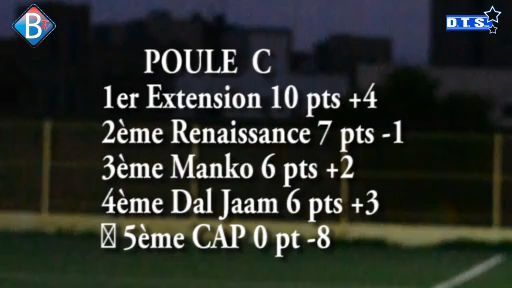 B
DTS
POULE C
1er Extension 10 pts +4
2ème Renaissance 7 pts -1
3ème Manko 6 pts +2
4ème Dal Jaam 6 pts +3
5ème CAP 0 pt -8